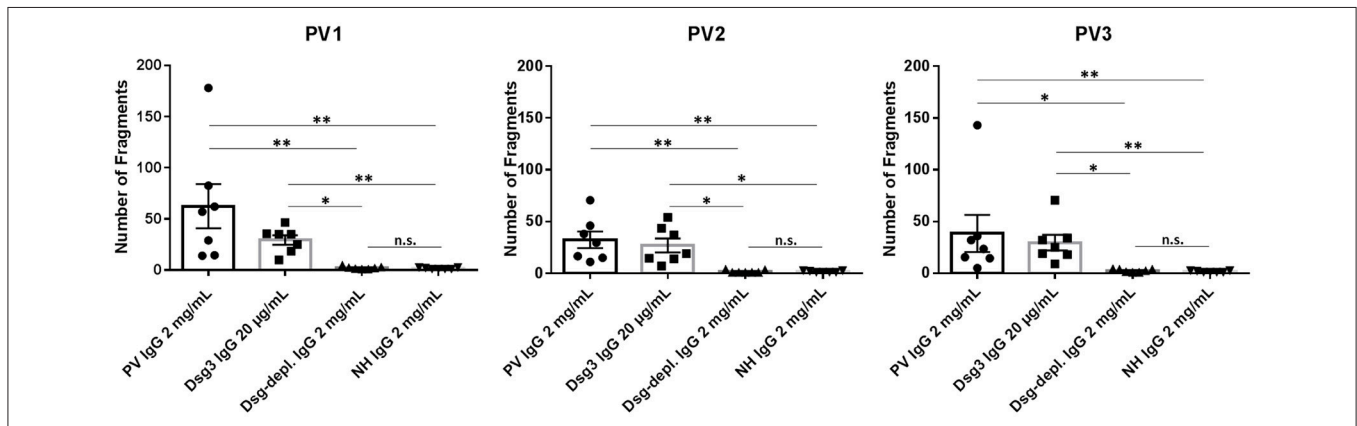 PV1
Number of Fragments
200
150
100
50
0
**
**
**
*
n.s.
PV IgG 2 mg/mL
Dsg3 IgG 20 µg/mL
Dsg-depl. IgG 2 mg/mL
NH IgG 2 mg/mL
PV2
Number of Fragments
200
150
100
50
0
**
**
*
*
n.s.
PV IgG 2 mg/mL
Dsg3 IgG 20 µg/mL
Dsg-depl. IgG 2 mg/mL
NH IgG 2 mg/mL
PV3
Number of Fragments
200
150
100
50
0
**
*
**
*
n.s.
PV IgG 2 mg/mL
Dsg3 IgG 20 µg/mL
Dsg-depl. IgG 2 mg/mL
NH IgG 2 mg/mL